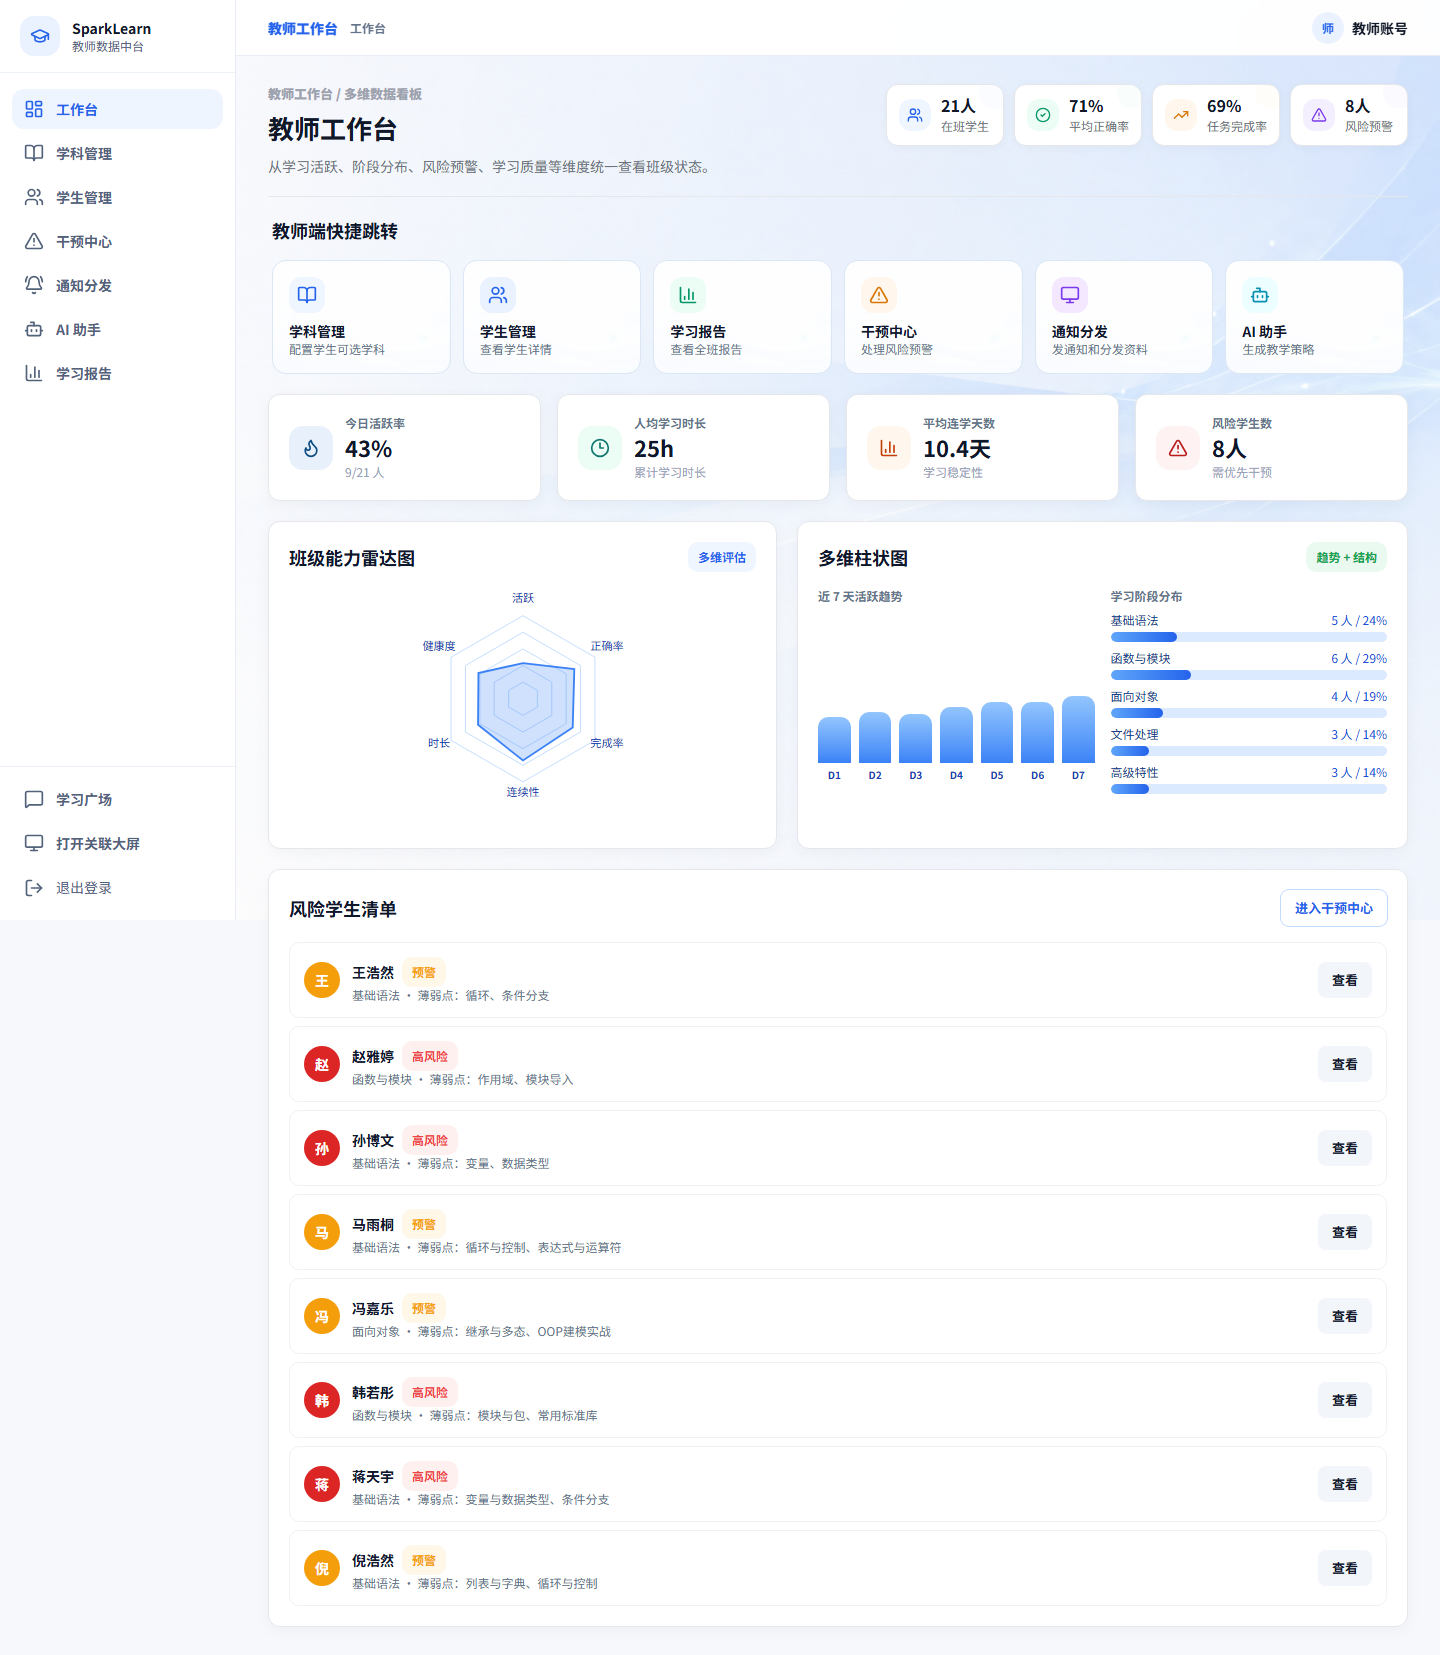 SparkLearn
教师数据中台
工作台
学科管理
学生管理
干预中心
通知分发
AI 助手
学习报告
学习广场
打开关联大屏
退出登录
教师工作台 工作台
师 教师账号
教师工作台 / 多维数据看板
教师工作台
从学习活跃、阶段分布、风险预警、学习质量等维度统一查看班级状态。
21人
在班学生
71%
平均正确率
69%
任务完成率
8人
风险预警
教师端快捷跳转
学科管理
配置学生可选学科
学生管理
查看学生详情
学习报告
查看全班报告
干预中心
处理风险预警
通知分发
发通知和分发资料
AI 助手
生成教学策略
今日活跃率
43%
9/21 人
人均学习时长
25h
累计学习时长
平均连学天数
10.4天
学习稳定性
风险学生数
8人
需优先干预
班级能力雷达图
多维评估
活跃
正确率
完成率
连续性
时长
健康度
多维柱状图
趋势 + 结构
近 7 天活跃趋势
D1 D2 D3 D4 D5 D6 D7
学习阶段分布
基础语法 5 人 / 24%
函数与模块 6 人 / 29%
面向对象 4 人 / 19%
文件处理 3 人 / 14%
高级特性 3 人 / 14%
风险学生清单
进入干预中心
王 王浩然 预警
基础语法 · 薄弱点：循环、条件分支
查看
赵 赵雅婷 高风险
函数与模块 · 薄弱点：作用域、模块导入
查看
孙 孙博文 高风险
基础语法 · 薄弱点：变量、数据类型
查看
马 马雨桐 预警
基础语法 · 薄弱点：循环与控制、表达式与运算符
查看
冯 冯嘉乐 预警
面向对象 · 薄弱点：继承与多态、OOP建模实战
查看
韩 韩若彤 高风险
函数与模块 · 薄弱点：模块与包、常用标准库
查看
蒋 蒋天宇 高风险
基础语法 · 薄弱点：变量与数据类型、条件分支
查看
倪 倪浩然 预警
基础语法 · 薄弱点：列表与字典、循环与控制
查看